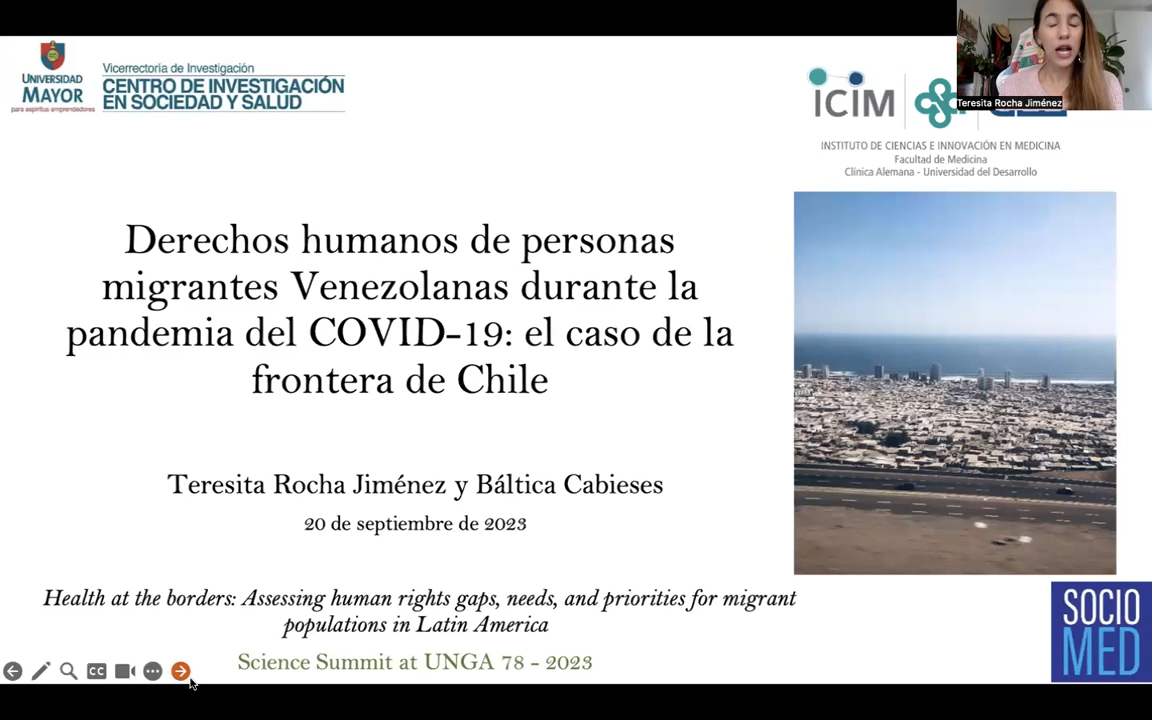 UNIVERSIDAD
MAYOR
para espíritus emprendedores
Vicerrectoría de Investigación
CENTRO DE INVESTIGACIÓN
EN SOCIEDAD Y SALUD
ICIM
Teresita Rocha Jiménez
INSTITUTO DE CIENCIAS E INNOVACIÓN EN MEDICINA
Facultad de Medicina
Clínica Alemana - Universidad del Desarrollo
Derechos humanos de personas
migrantes Venezolanas durante la
pandemia del COVID-19: el caso de la
frontera de Chile
Teresita Rocha Jiménez y Báltica Cabieses
20 de septiembre de 2023
Health at the borders: Assessing human rights gaps, needs, and priorities for migrant
populations in Latin America
Science Summit at UNGA 78 - 2023
SOCIO
MED
CC